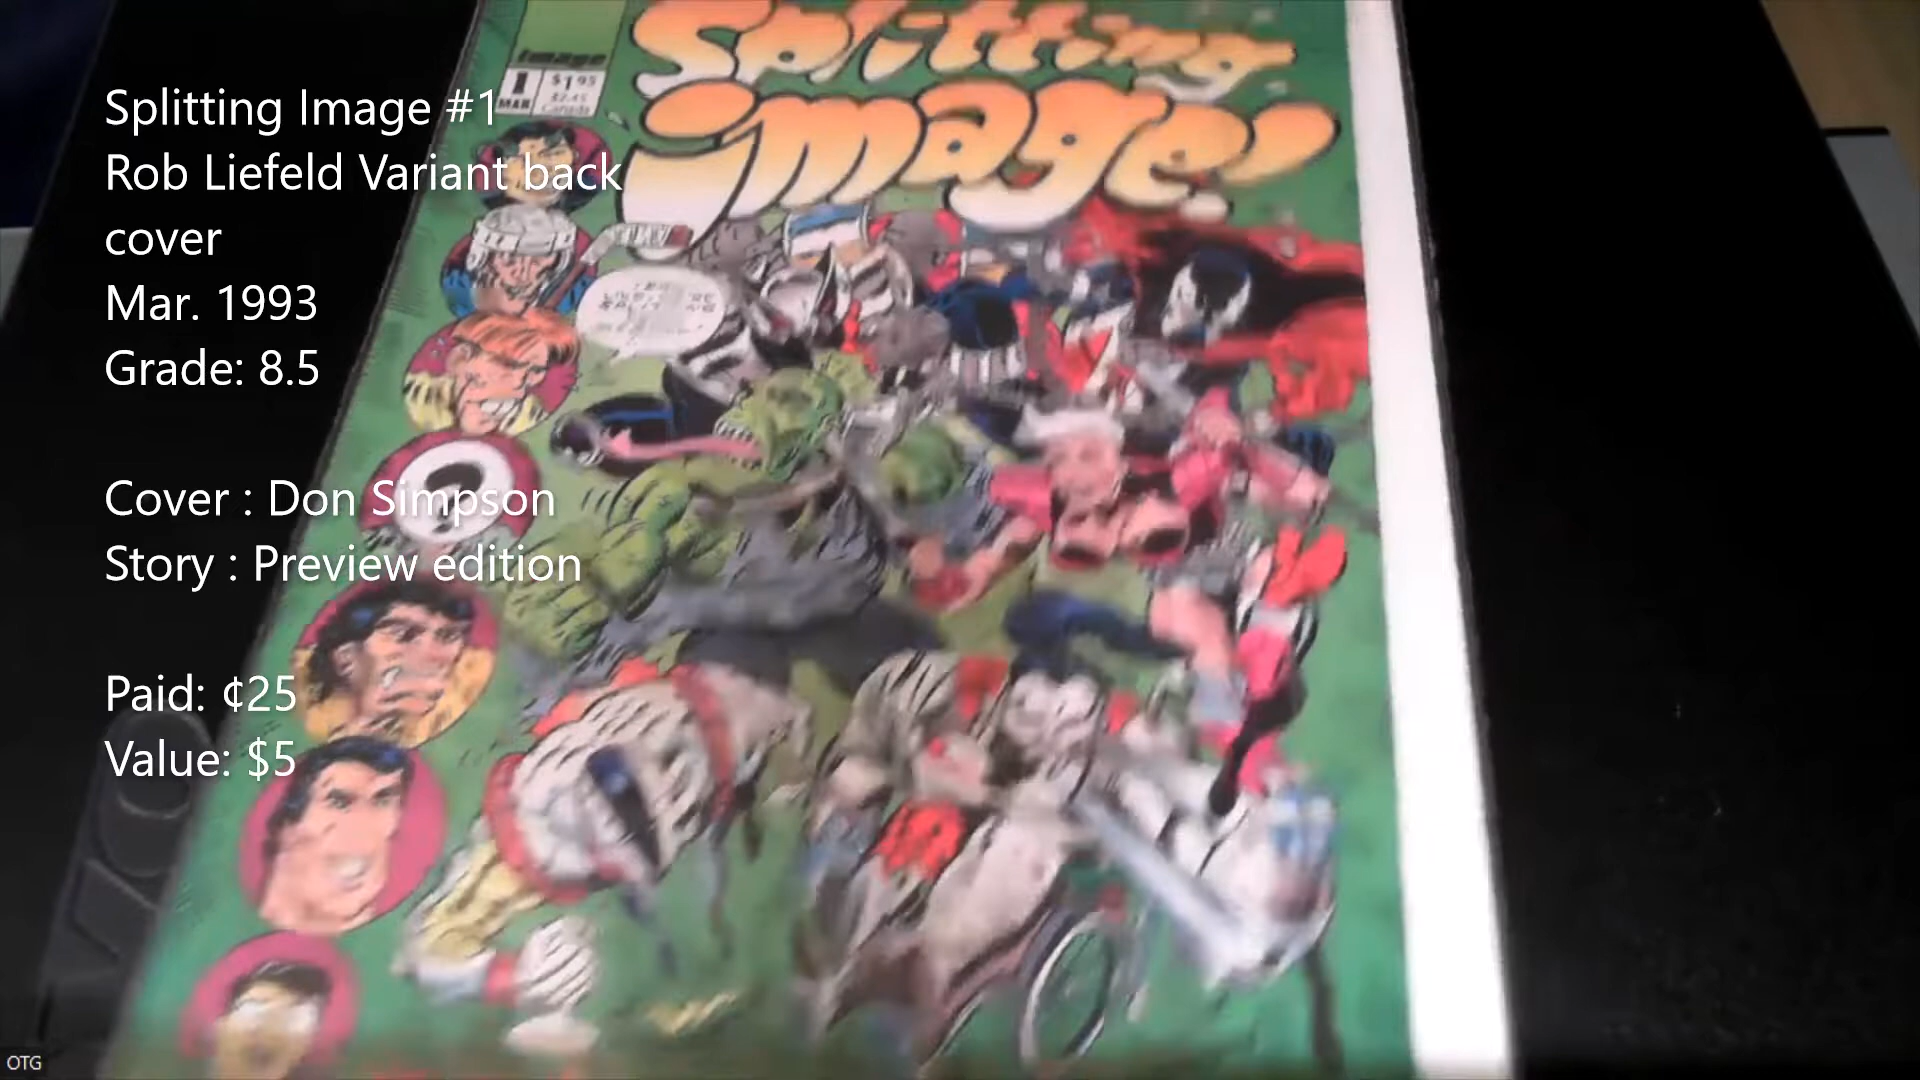 Splitting Image #1
Rob Liefeld Variant back
cover
Mar. 1993
Grade: 8.5
Cover : Don Simpson
Story : Preview edition
Paid: ¢25
Value: $5
Splitting
image!
image
1
MAR
$1.95
$2.45
Canada
?
OTG